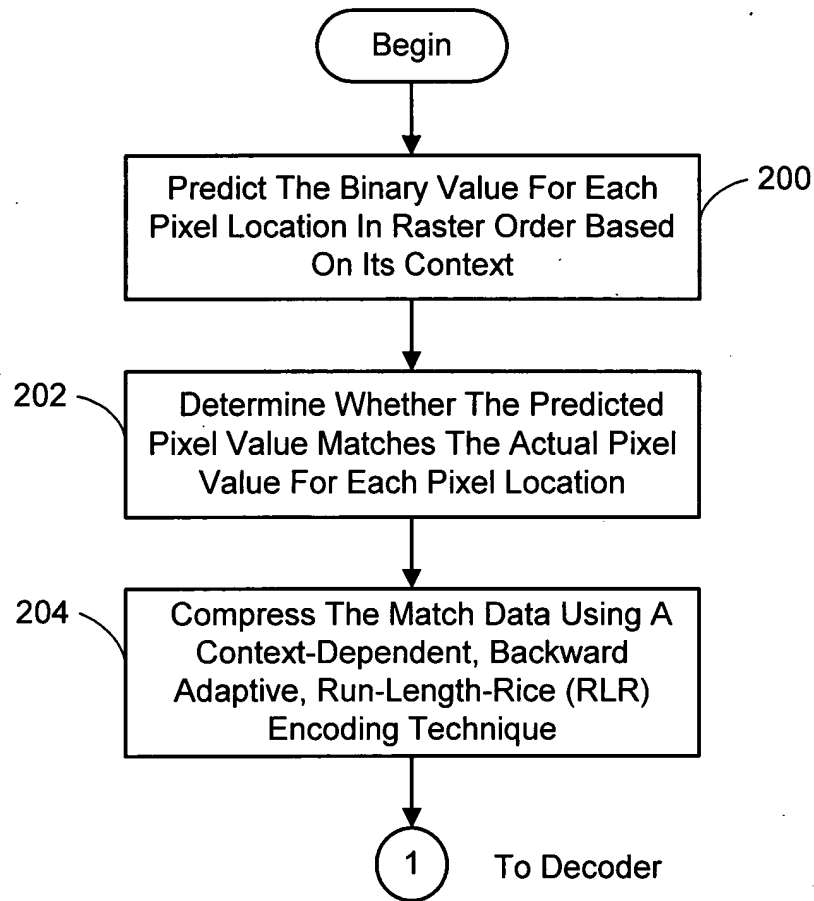 Begin
Predict The Binary Value For Each
Pixel Location In Raster Order Based
On Its Context
200
202
Determine Whether The Predicted
Pixel Value Matches The Actual Pixel
Value For Each Pixel Location
204
Compress The Match Data Using A
Context-Dependent, Backward
Adaptive, Run-Length-Rice (RLR)
Encoding Technique
1
To Decoder